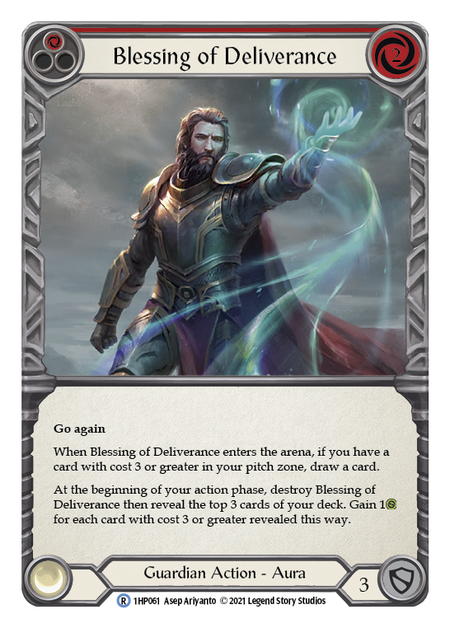 Blessing of Deliverance
2
Go again
When Blessing of Deliverance enters the arena, if you have a
card with cost 3 or greater in your pitch zone, draw a card.
At the beginning of your action phase, destroy Blessing of
Deliverance then reveal the top 3 cards of your deck. Gain 1
for each card with cost 3 or greater revealed this way.
Guardian Action - Aura
3
R 1HP061 Asep Ariyanto © 2021 Legend Story Studios